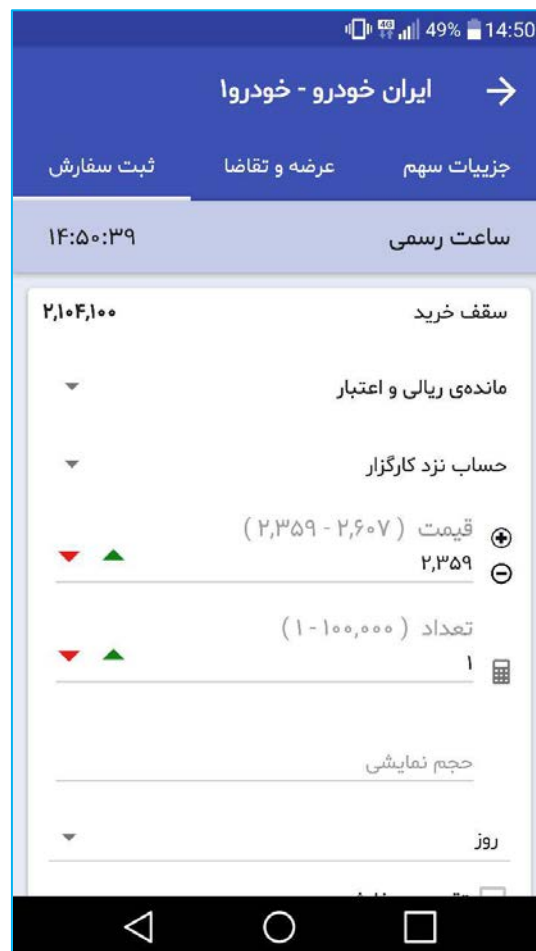 49% 14:50
4G
ایران خودرو - خودرو۱
جزییات سهم
عرضه و تقاضا
ثبت سفارش
ساعت رسمی ۱۴:۵۰:۳۹
سقف خرید ۲,۱۰۴,۱۰۰
مانده‌ی ریالی و اعتبار
حساب نزد کارگزار
قیمت ( ۲,۳۵۹ - ۲,۶۰۷ )
۲,۳۵۹
تعداد ( ۱ - ۱۰۰,۰۰۰ )
۱
حجم نمایشی
روز